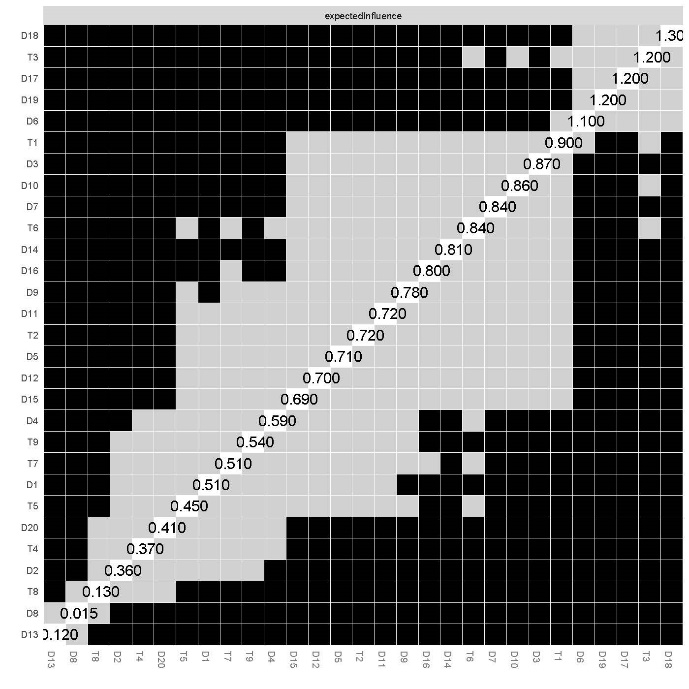 expectedInfluence
D18 1.30
T3 1.200
D17 1.200
D19 1.200
D6 1.100
T1 0.900
D3 0.870
D10 0.860
D7 0.840
T6 0.840
D14 0.810
D16 0.800
D9 0.780
D11 0.720
T2 0.720
D5 0.710
D12 0.700
D15 0.690
D4 0.590
T9 0.540
T7 0.510
D1 0.510
T5 0.450
D20 0.410
T4 0.370
D2 0.360
T8 0.130
D8 0.015
D13 0.120
D13 D8 T8 D2 T4 D20 T5 D1 T7 T9 D4 D15 D12 D5 T2 D11 D9 D16 D14 T6 D7 D10 D3 T1 D6 D19 D17 T3 D18